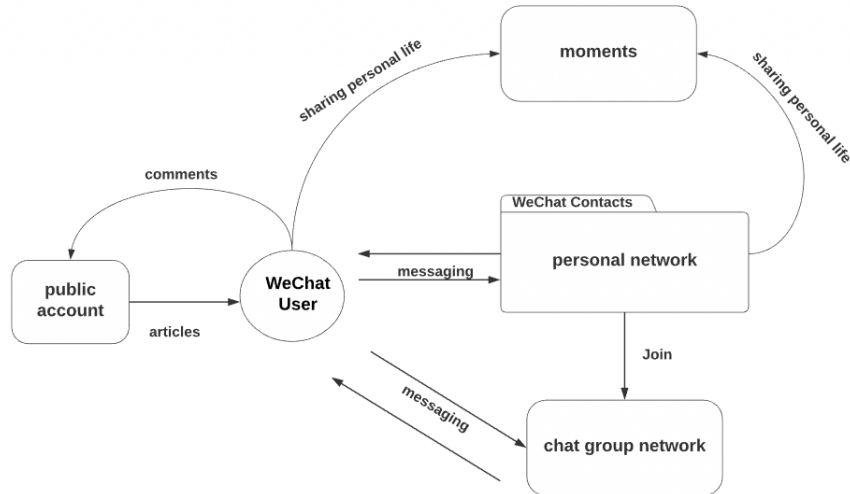 moments
sharing personal life
sharing personal life
comments
WeChat Contacts
personal network
public
account
WeChat
User
messaging
articles
Join
messaging
chat group network